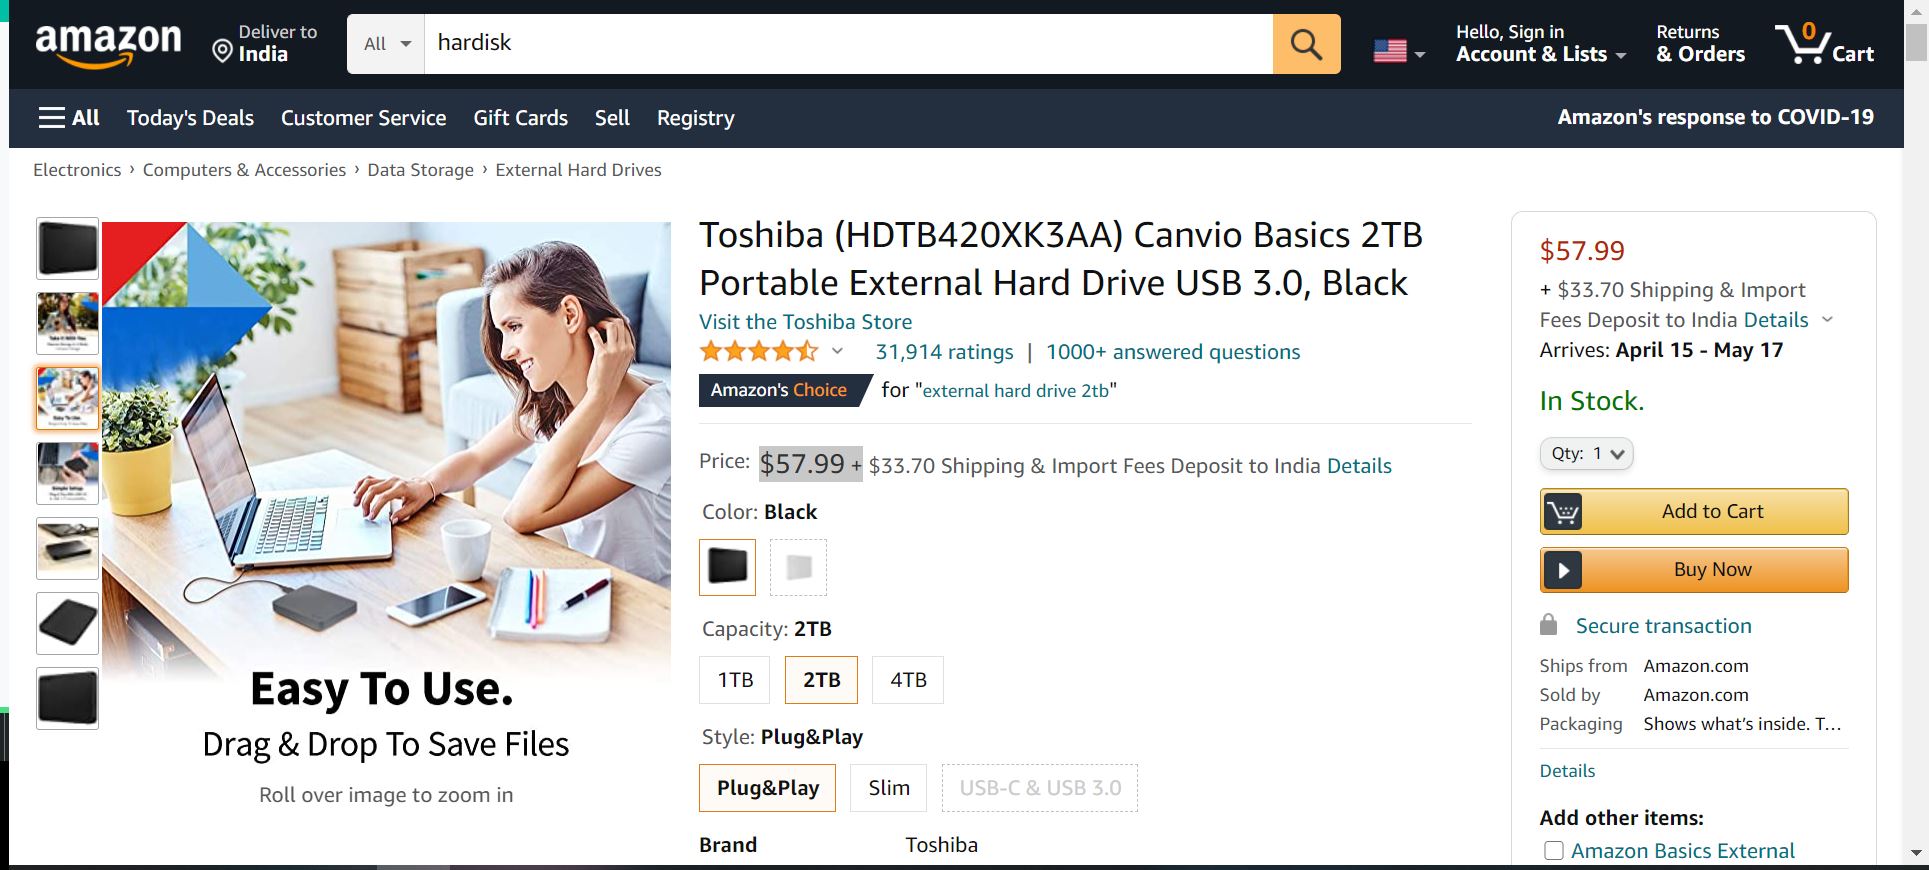 amazon
Deliver to
India
All
hardisk
Hello, Sign in
Account & Lists
Returns
& Orders
0
Cart
All
Today's Deals
Customer Service
Gift Cards
Sell
Registry
Amazon's response to COVID-19
Electronics › Computers & Accessories › Data Storage › External Hard Drives
Easy To Use.
Drag & Drop To Save Files
Roll over image to zoom in
Toshiba (HDTB420XK3AA) Canvio Basics 2TB
Portable External Hard Drive USB 3.0, Black
Visit the Toshiba Store
31,914 ratings | 1000+ answered questions
Amazon's Choice for "external hard drive 2tb"
Price: $57.99 + $33.70 Shipping & Import Fees Deposit to India Details
Color: Black
Capacity: 2TB
1TB
2TB
4TB
Style: Plug&Play
Plug&Play
Slim
USB-C & USB 3.0
Brand Toshiba
$57.99
+ $33.70 Shipping & Import
Fees Deposit to India Details
Arrives: April 15 - May 17
In Stock.
Qty: 1
Add to Cart
Buy Now
Secure transaction
Ships from Amazon.com
Sold by Amazon.com
Packaging Shows what's inside. T...
Details
Add other items:
Amazon Basics External